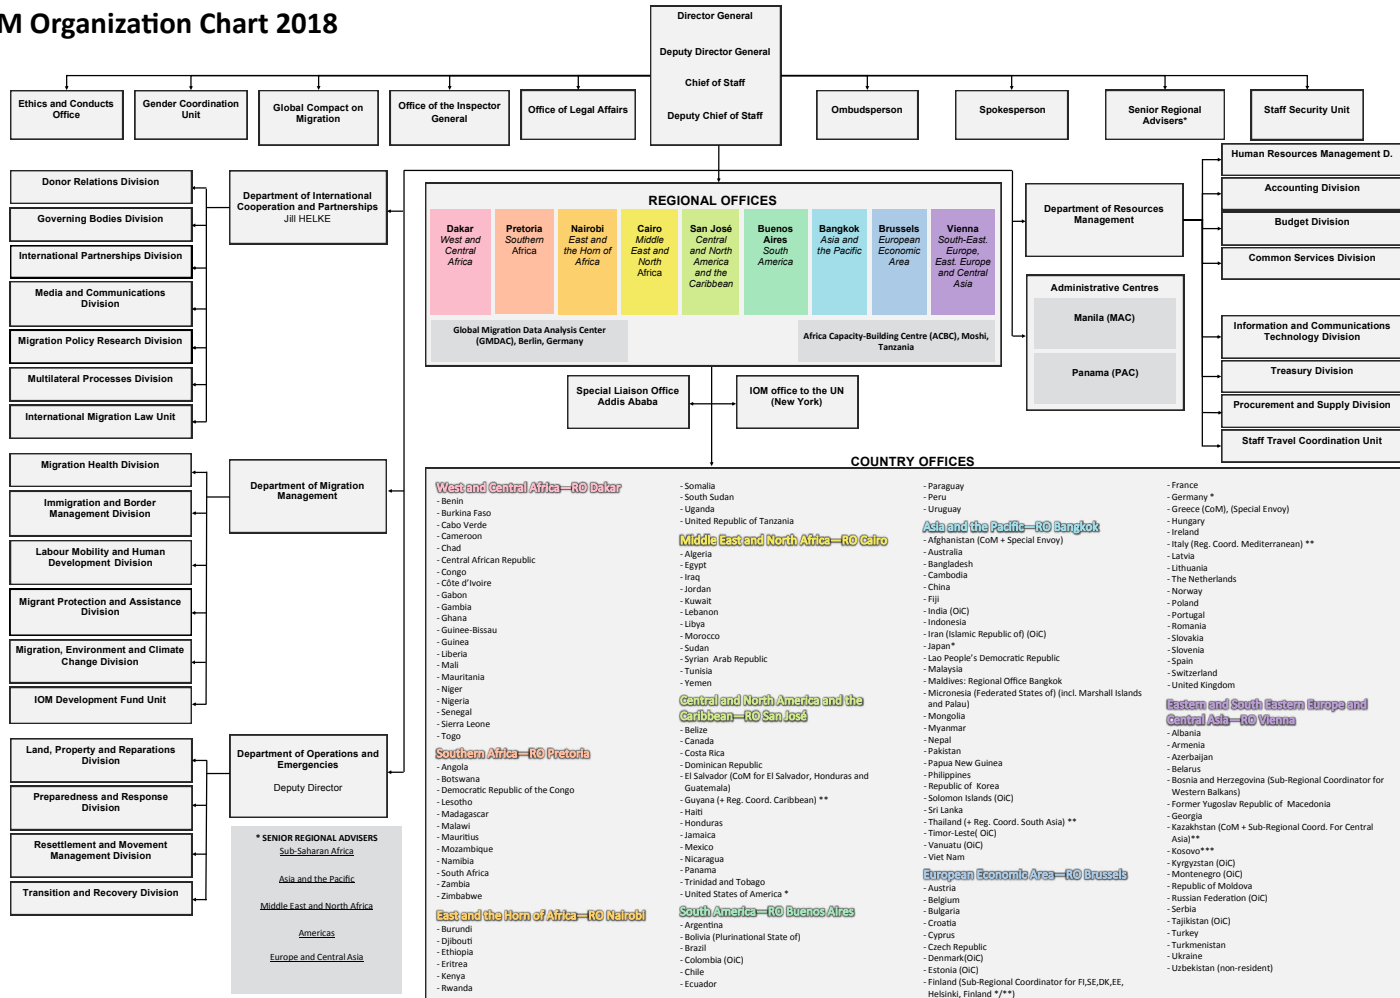 M Organization Chart 2018
Director General
Deputy Director General
Chief of Staff
Deputy Chief of Staff
Ethics and Conducts
Office
Gender Coordination
Unit
Global Compact on
Migration
Office of the Inspector
General
Office of Legal Affairs
Ombudsperson
Spokesperson
Senior Regional
Advisers*
Staff Security Unit
Donor Relations Division
Governing Bodies Division
International Partnerships Division
Media and Communications
Division
Migration Policy Research Division
Multilateral Processes Division
International Migration Law Unit
Department of International
Cooperation and Partnerships
Jill HELKE
REGIONAL OFFICES
Dakar
West and
Central
Africa
Pretoria
Southern
Africa
Nairobi
East and
the Horn of
Africa
Cairo
Middle
East and
North
Africa
San José
Central
and North
America
and the
Caribbean
Buenos
Aires
South
America
Bangkok
Asia and
the Pacific
Brussels
European
Economic
Area
Vienna
South-East.
Europe,
East. Europe
and Central
Asia
Global Migration Data Analysis Center
(GMDAC), Berlin, Germany
Africa Capacity-Building Centre (ACBC), Moshi,
Tanzania
Department of Resources
Management
Administrative Centres
Manila (MAC)
Panama (PAC)
Human Resources Management D.
Accounting Division
Budget Division
Common Services Division
Information and Communications
Technology Division
Treasury Division
Procurement and Supply Division
Staff Travel Coordination Unit
Special Liaison Office
Addis Ababa
IOM office to the UN
(New York)
Migration Health Division
Immigration and Border
Management Division
Labour Mobility and Human
Development Division
Migrant Protection and Assistance
Division
Migration, Environment and Climate
Change Division
IOM Development Fund Unit
Department of Migration
Management
Land, Property and Reparations
Division
Preparedness and Response
Division
Resettlement and Movement
Management Division
Transition and Recovery Division
Department of Operations and
Emergencies
Deputy Director
* SENIOR REGIONAL ADVISERS
Sub-Saharan Africa
Asia and the Pacific
Middle East and North Africa
Americas
Europe and Central Asia
COUNTRY OFFICES
West and Central Africa—RO Dakar
- Benin
- Burkina Faso
- Cabo Verde
- Cameroon
- Chad
- Central African Republic
- Congo
- Côte d'Ivoire
- Gabon
- Gambia
- Ghana
- Guinee-Bissau
- Guinea
- Liberia
- Mali
- Mauritania
- Niger
- Nigeria
- Senegal
- Sierra Leone
- Togo
Southern Africa—RO Pretoria
- Angola
- Botswana
- Democratic Republic of the Congo
- Lesotho
- Madagascar
- Malawi
- Mauritius
- Mozambique
- Namibia
- South Africa
- Zambia
- Zimbabwe
East and the Horn of Africa—RO Nairobi
- Burundi
- Djibouti
- Ethiopia
- Eritrea
- Kenya
- Rwanda
- Somalia
- South Sudan
- Uganda
- United Republic of Tanzania
Middle East and North Africa—RO Cairo
- Algeria
- Egypt
- Iraq
- Jordan
- Kuwait
- Lebanon
- Libya
- Morocco
- Sudan
- Syrian Arab Republic
- Tunisia
- Yemen
Central and North America and the
Caribbean—RO San José
- Belize
- Canada
- Costa Rica
- Dominican Republic
- El Salvador (CoM for El Salvador, Honduras and
Guatemala)
- Guyana (+ Reg. Coord. Caribbean) **
- Haiti
- Honduras
- Jamaica
- Mexico
- Nicaragua
- Panama
- Trinidad and Tobago
- United States of America *
South America—RO Buenos Aires
- Argentina
- Bolivia (Plurinational State of)
- Brazil
- Colombia (OiC)
- Chile
- Ecuador
- Paraguay
- Peru
- Uruguay
Asia and the Pacific—RO Bangkok
- Afghanistan (CoM + Special Envoy)
- Australia
- Bangladesh
- Cambodia
- China
- Fiji
- India (OiC)
- Indonesia
- Iran (Islamic Republic of) (OiC)
- Japan*
- Lao People's Democratic Republic
- Malaysia
- Maldives: Regional Office Bangkok
- Micronesia (Federated States of) (incl. Marshall Islands
and Palau)
- Mongolia
- Myanmar
- Nepal
- Pakistan
- Papua New Guinea
- Philippines
- Republic of Korea
- Solomon Islands (OiC)
- Sri Lanka
- Thailand (+ Reg. Coord. South Asia) **
- Timor-Leste( OiC)
- Vanuatu (OiC)
- Viet Nam
European Economic Area—RO Brussels
- Austria
- Belgium
- Bulgaria
- Croatia
- Cyprus
- Czech Republic
- Denmark(OiC)
- Estonia (OiC)
- Finland (Sub-Regional Coordinator for FI,SE,DK,EE,
Helsinki, Finland */**)
- France
- Germany *
- Greece (CoM), (Special Envoy)
- Hungary
- Ireland
- Italy (Reg. Coord. Mediterranean) **
- Latvia
- Lithuania
- The Netherlands
- Norway
- Poland
- Portugal
- Romania
- Slovakia
- Slovenia
- Spain
- Switzerland
- United Kingdom
Eastern and South Eastern Europe and
Central Asia—RO Vienna
- Albania
- Armenia
- Azerbaijan
- Belarus
- Bosnia and Herzegovina (Sub-Regional Coordinator for
Western Balkans)
- Former Yugoslav Republic of Macedonia
- Georgia
- Kazakhstan (CoM + Sub-Regional Coord. For Central
Asia)**
- Kosovo***
- Kyrgyzstan (OiC)
- Montenegro (OiC)
- Republic of Moldova
- Russian Federation (OiC)
- Serbia
- Tajikistan (OiC)
- Turkey
- Turkmenistan
- Ukraine
- Uzbekistan (non-resident)